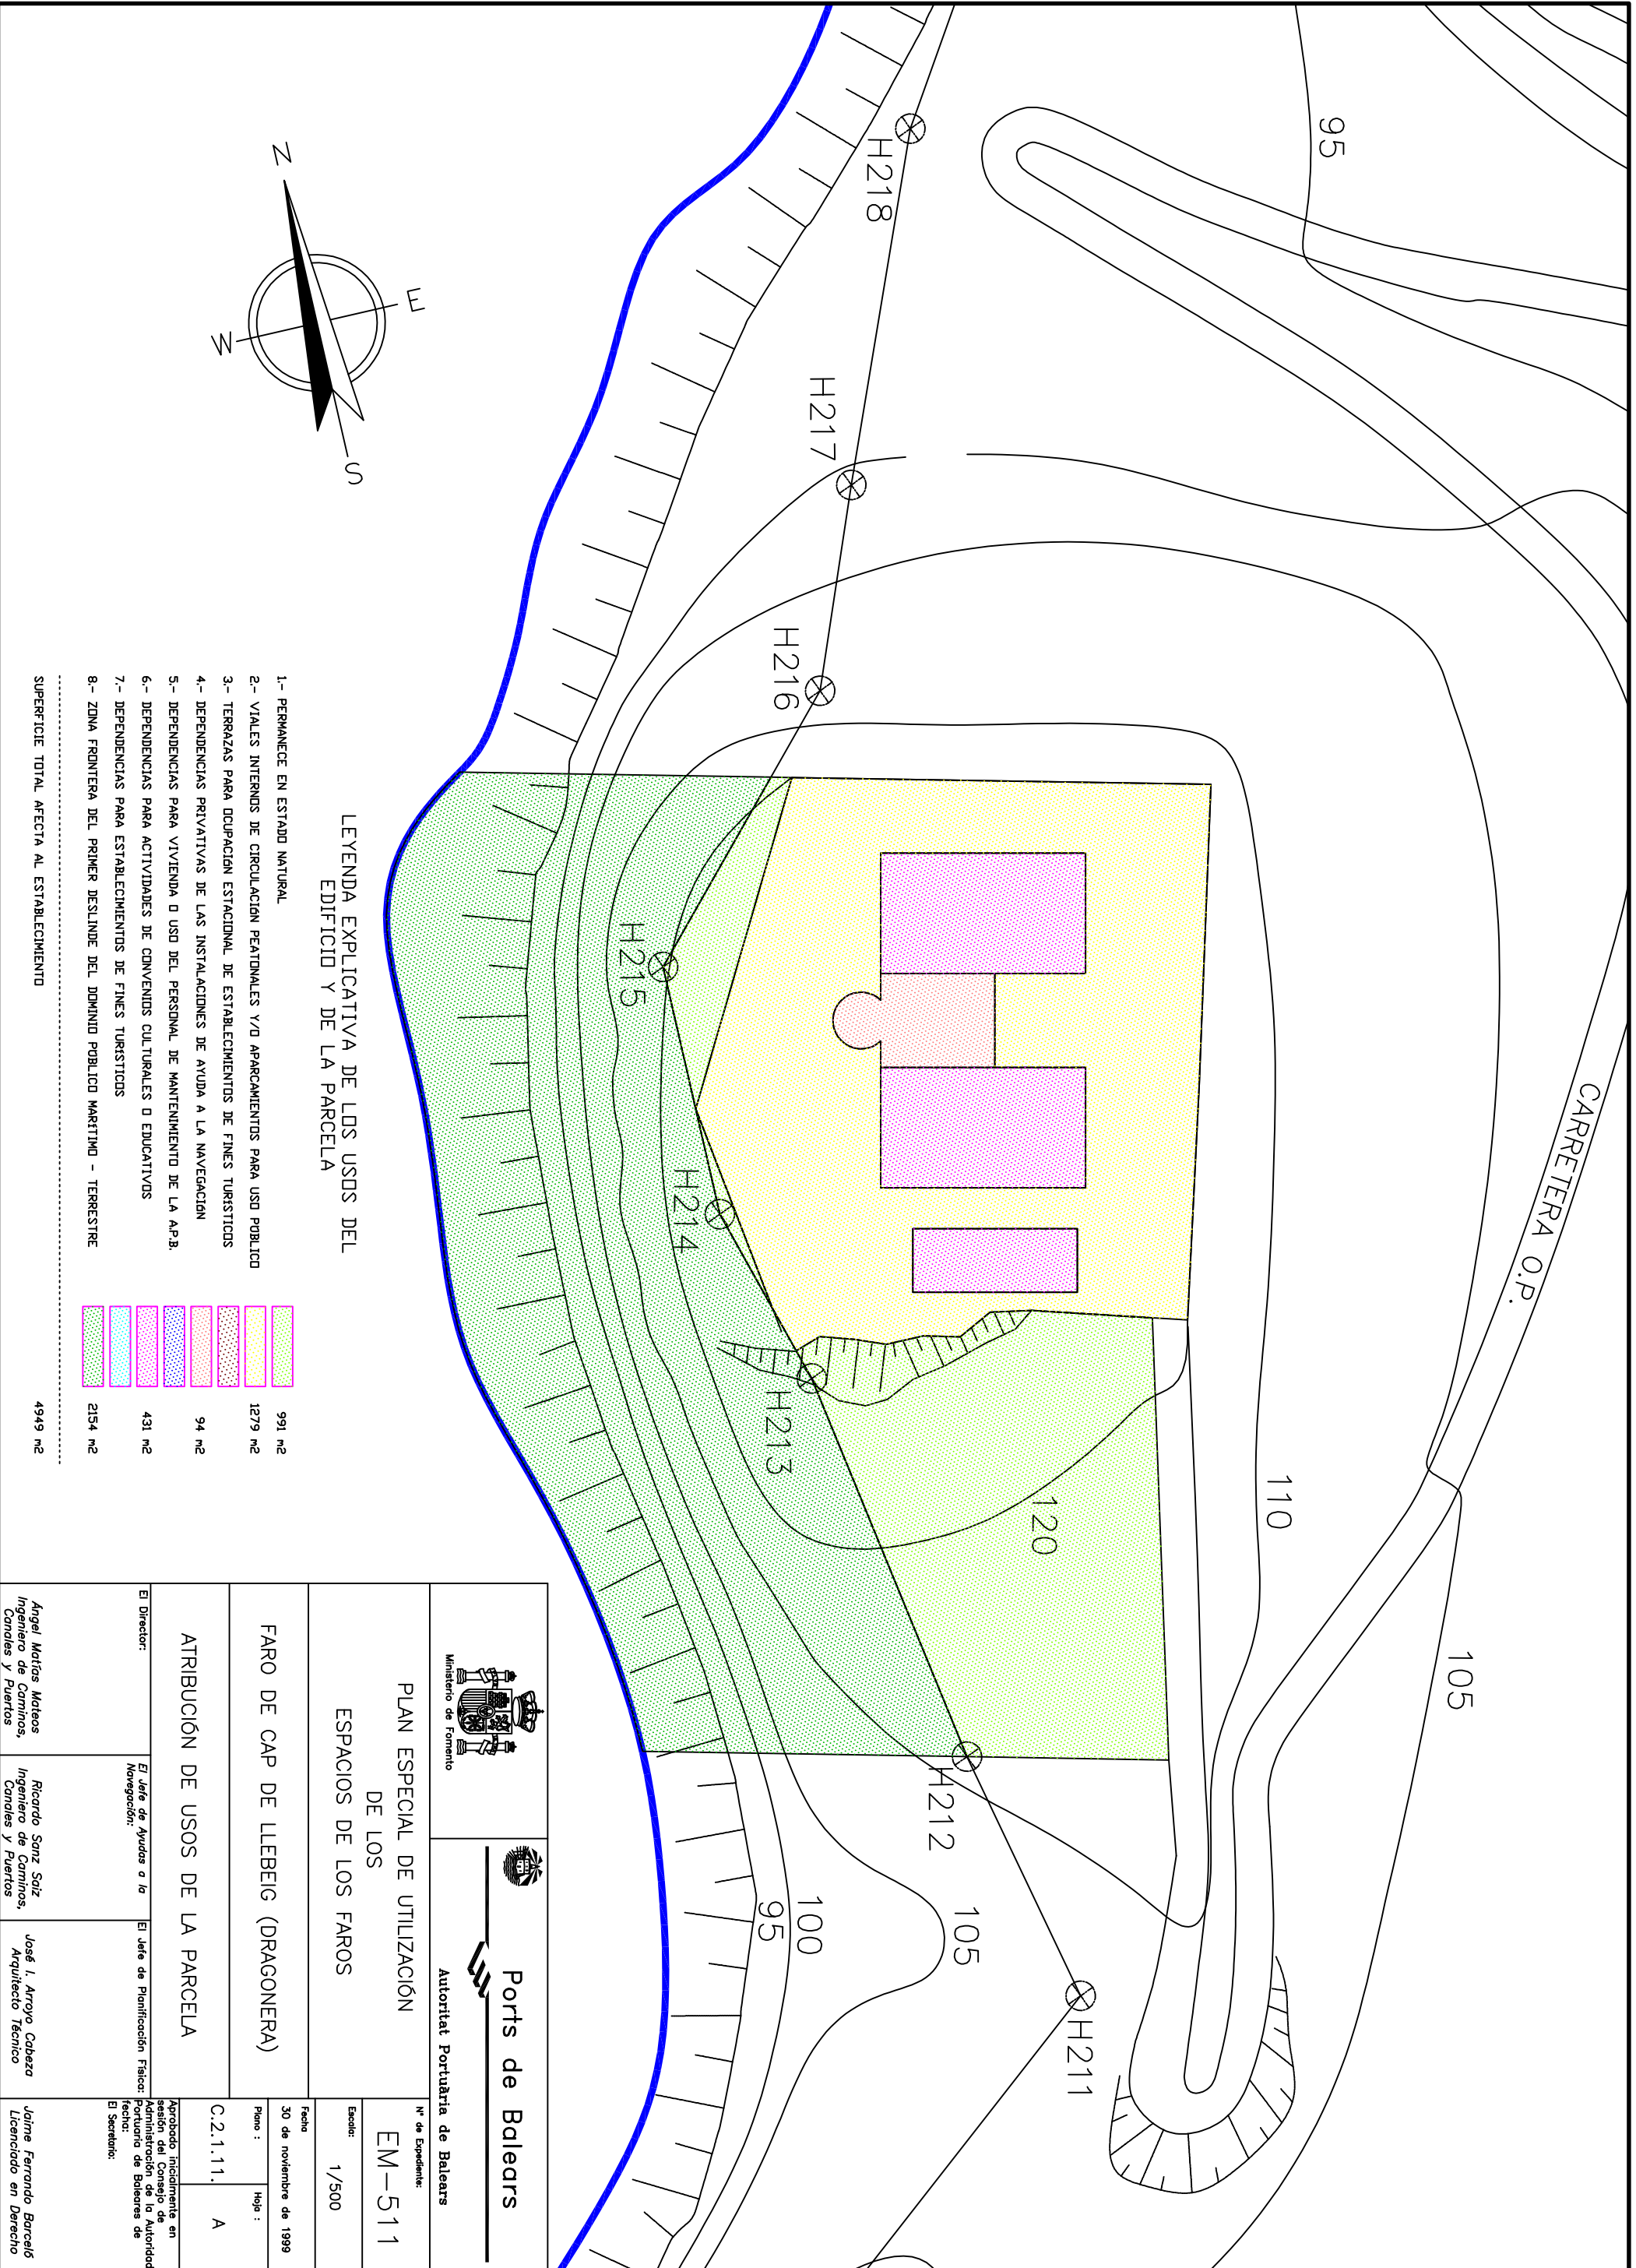 95
H218
H217
H216
H215
H214
H213
H212
H211
120
110
105
105
100
95
CARRETERA O.P.
N
E
S
W
LEYENDA EXPLICATIVA DE LOS USOS DEL
EDIFICIO Y DE LA PARCELA
1.- PERMANECE EN ESTADO NATURAL 991 m2
2.- VIALES INTERNOS DE CIRCULACIÓN PEATONALES Y/O APARCAMIENTOS PARA USO PÚBLICO 1279 m2
3.- TERRAZAS PARA OCUPACIÓN ESTACIONAL DE ESTABLECIMIENTOS DE FINES TURÍSTICOS
4.- DEPENDENCIAS PRIVATIVAS DE LAS INSTALACIONES DE AYUDA A LA NAVEGACIÓN 94 m2
5.- DEPENDENCIAS PARA VIVIENDA O USO DEL PERSONAL DE MANTENIMIENTO DE LA A.P.B.
6.- DEPENDENCIAS PARA ACTIVIDADES DE CONVENIOS CULTURALES O EDUCATIVOS 431 m2
7.- DEPENDENCIAS PARA ESTABLECIMIENTOS DE FINES TURÍSTICOS
8.- ZONA FRONTERA DEL PRIMER DESLINDE DEL DOMINIO PÚBLICO MARÍTIMO - TERRESTRE 2154 m2
SUPERFICIE TOTAL AFECTA AL ESTABLECIMIENTO 4949 m2
Ministerio de Fomento
Ports de Balears
Autoritat Portuària de Balears
PLAN ESPECIAL DE UTILIZACIÓN
DE LOS
ESPACIOS DE LOS FAROS
Nº de Expediente:
EM-511
Escala:
1/500
FARO DE CAP DE LLEBEIG (DRAGONERA)
Fecha
30 de noviembre de 1999
ATRIBUCIÓN DE USOS DE LA PARCELA
Plano :
C.2.1.11.
Hoja :
A
El Director:
Ángel Matías Mateos
Ingeniero de Caminos,
Canales y Puertos
El Jefe de Ayudas a la
Navegación:
Ricardo Sanz Saiz
Ingeniero de Caminos,
Canales y Puertos
El Jefe de Planificación Física:
José I. Arroyo Cabeza
Arquitecto Técnico
Aprobado inicialmente en
sesión del Consejo de
Administración de la Autoridad
Portuaria de Baleares de
fecha:
El Secretario:
Jaime Ferrando Barceló
Licenciado en Derecho